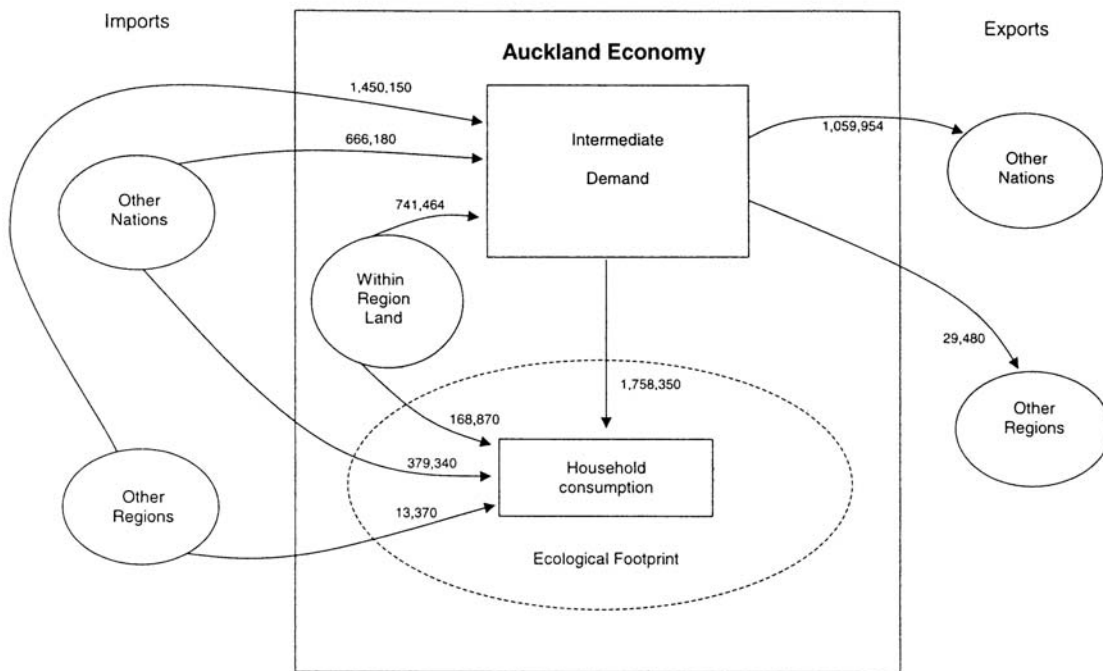 Imports
Exports
Auckland Economy
1,450,150
Intermediate
Demand
1,059,954
Other
Nations
666,180
Other
Nations
741,464
Within
Region
Land
29,480
1,758,350
Other
Regions
168,870
379,340
Household
consumption
Other
Regions
13,370
Ecological Footprint